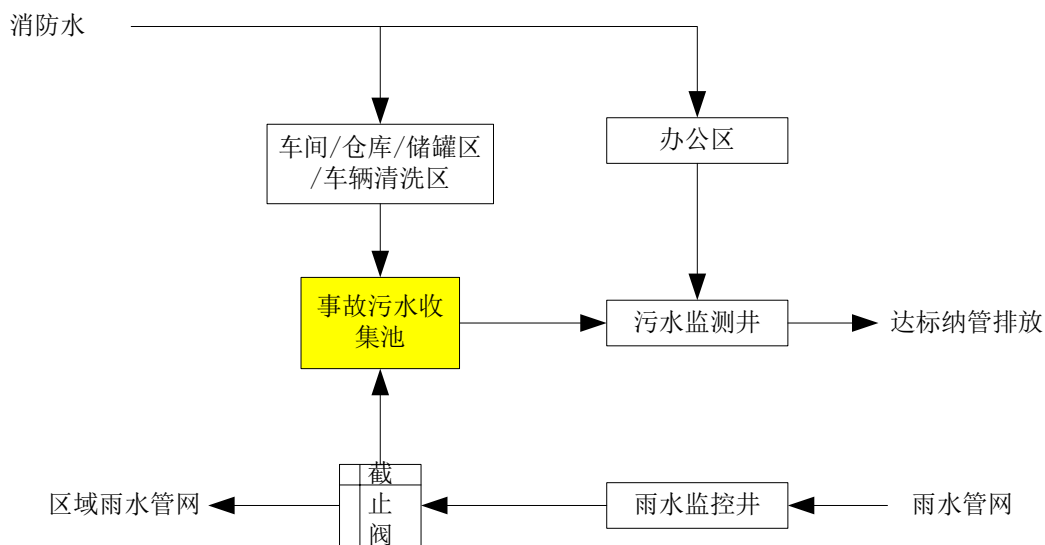 消防水
车间/仓库/储罐区
/车辆清洗区
办公区
事故污水收
集池
污水监测井
达标纳管排放
区域雨水管网
截
止
阀
雨水监控井
雨水管网